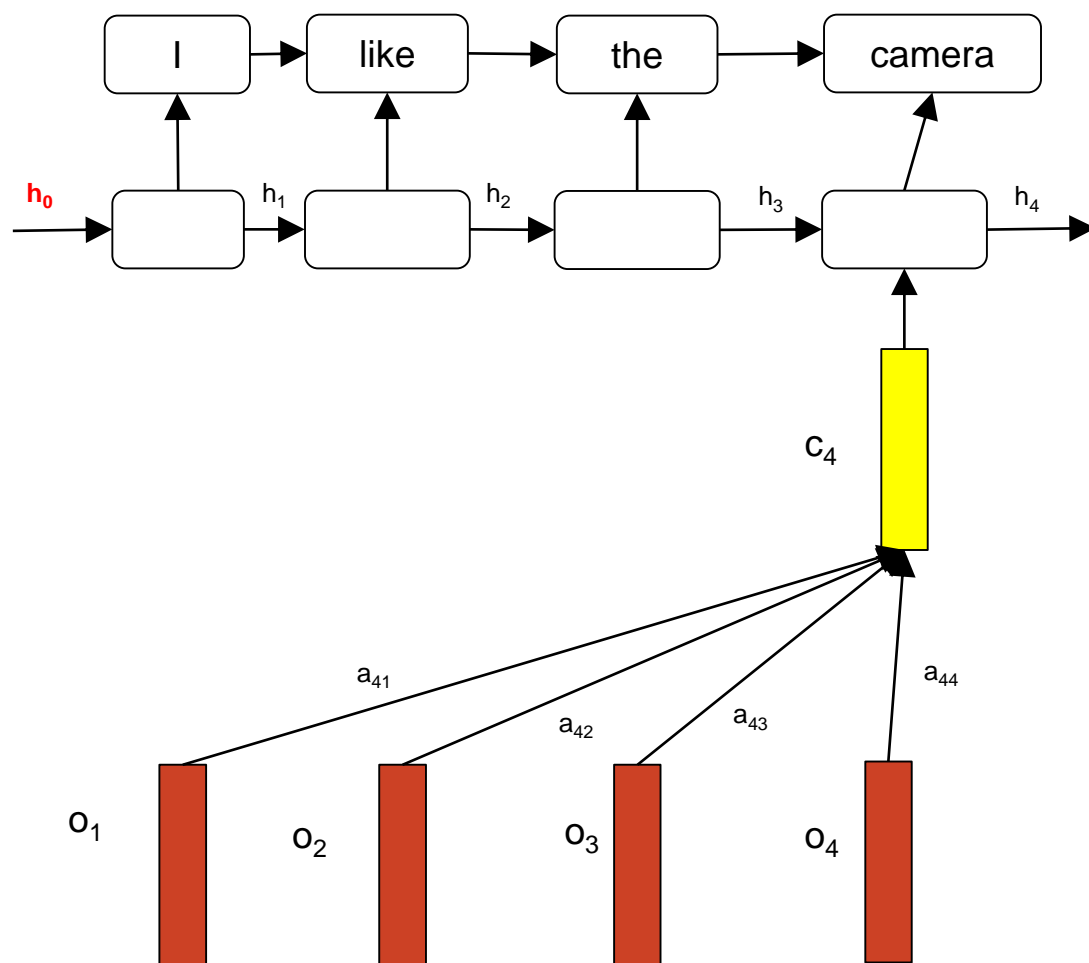 I like the camera
h₀ h₁ h₂ h₃ h₄
c₄
a₄₁ a₄₂ a₄₃ a₄₄
o₁ o₂ o₃ o₄